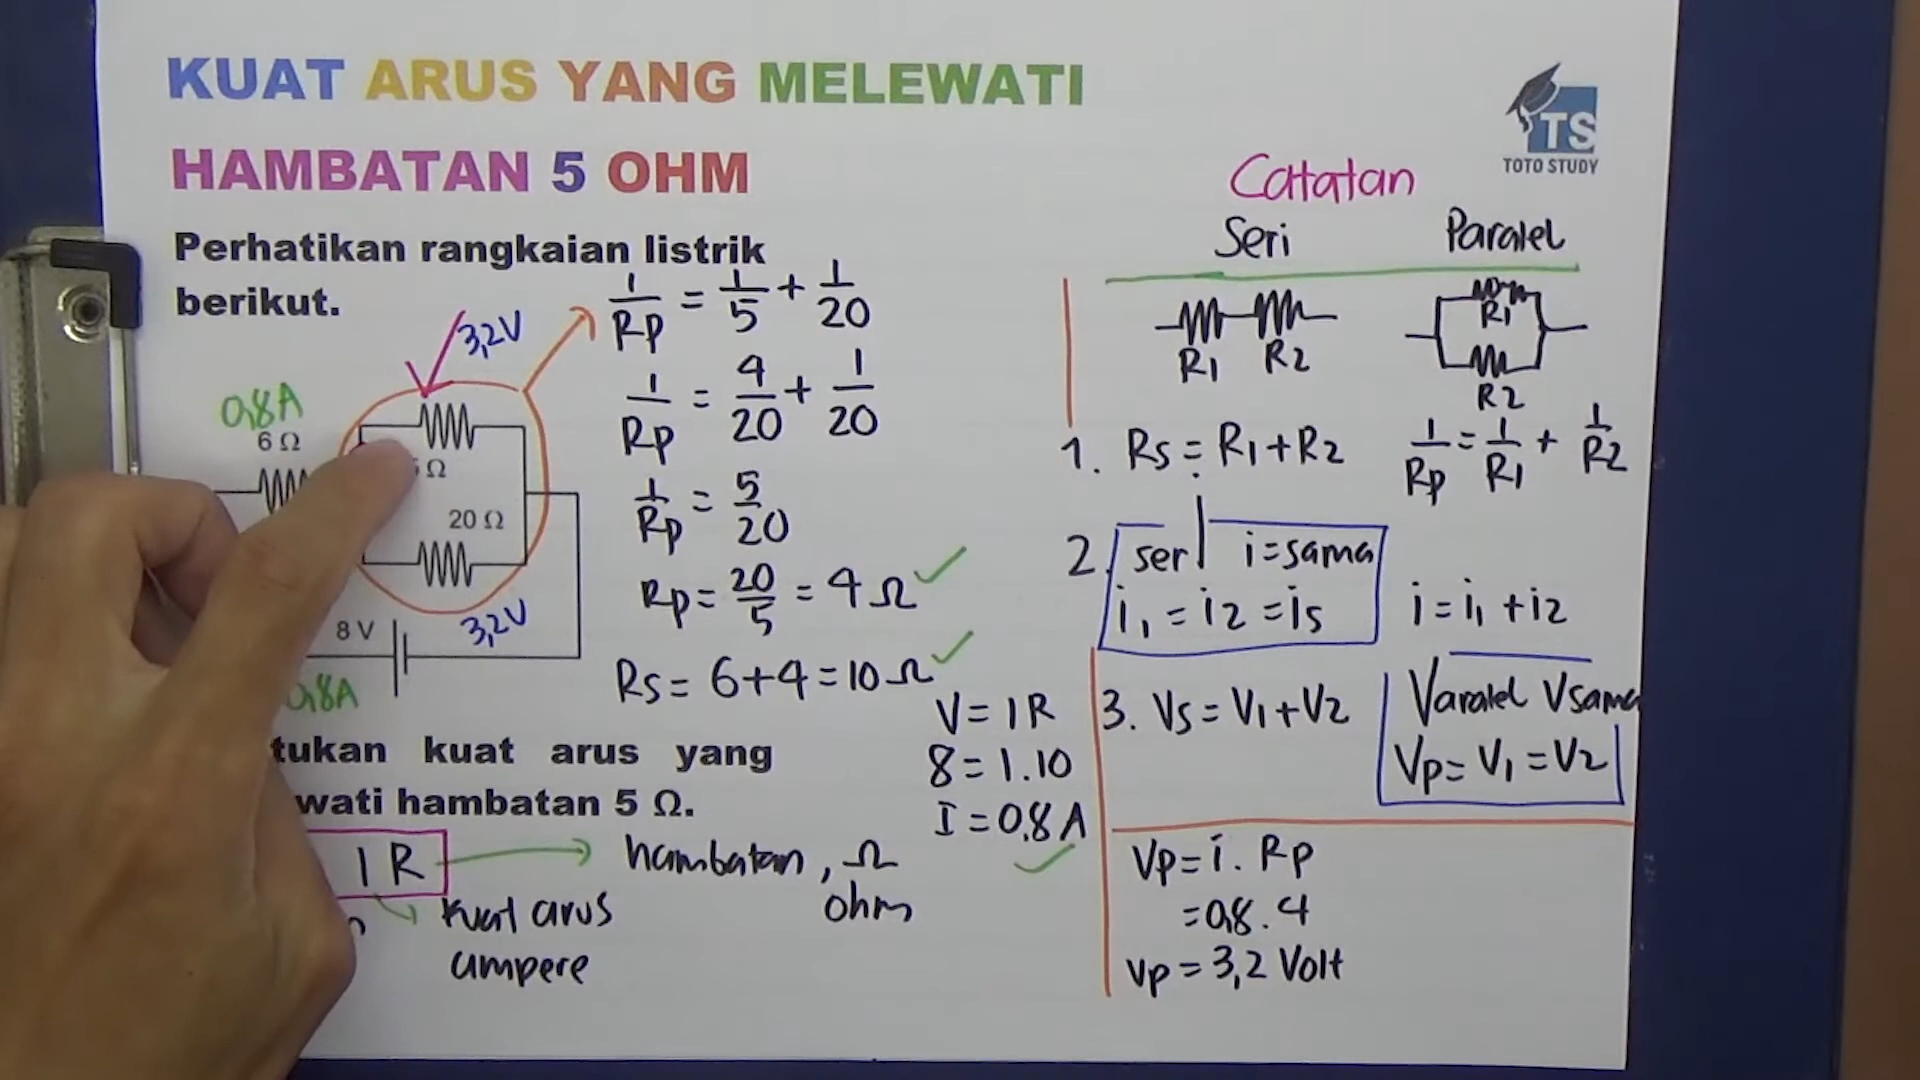 KUAT ARUS YANG MELEWATI
HAMBATAN 5 OHM
TS
TOTO STUDY
Perhatikan rangkaian listrik
berikut.
3,2V
0,8A
6 Ω
Ω
20 Ω
8 V
3,2V
0,8A
1/Rp = 1/5 + 1/20
1/Rp = 4/20 + 1/20
1/Rp = 5/20
Rp = 20/5 = 4 Ω
Rs = 6+4 = 10 Ω
tukan kuat arus yang
wati hambatan 5 Ω.
I R
hambatan, Ω
ohm
kuat arus
ampere
V = I R
8 = I.10
I = 0,8 A
Catatan
Seri Paralel
R1 R2
R1
R2
1. Rs = R1 + R2
1/Rp = 1/R1 + 1/R2
2. seri i = sama
i1 = i2 = is
i = i1 + i2
3. Vs = V1 + V2
Varalel V sama
Vp = V1 = V2
Vp = i. Rp
= 0,8. 4
Vp = 3,2 Volt